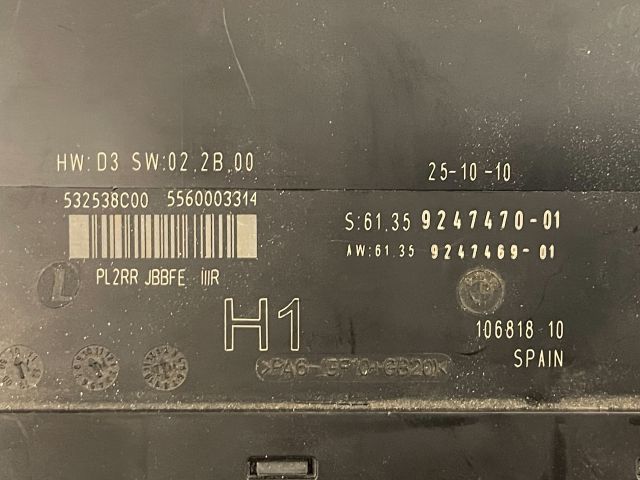 HW: D3 SW:02.2B.00
25-10-10
532538C00 5560003314
S:61.35 9247470-01
AW:61.35 9247469-01
PL2RR JBBFE iiiR
L
H1
106818 10
SPAIN